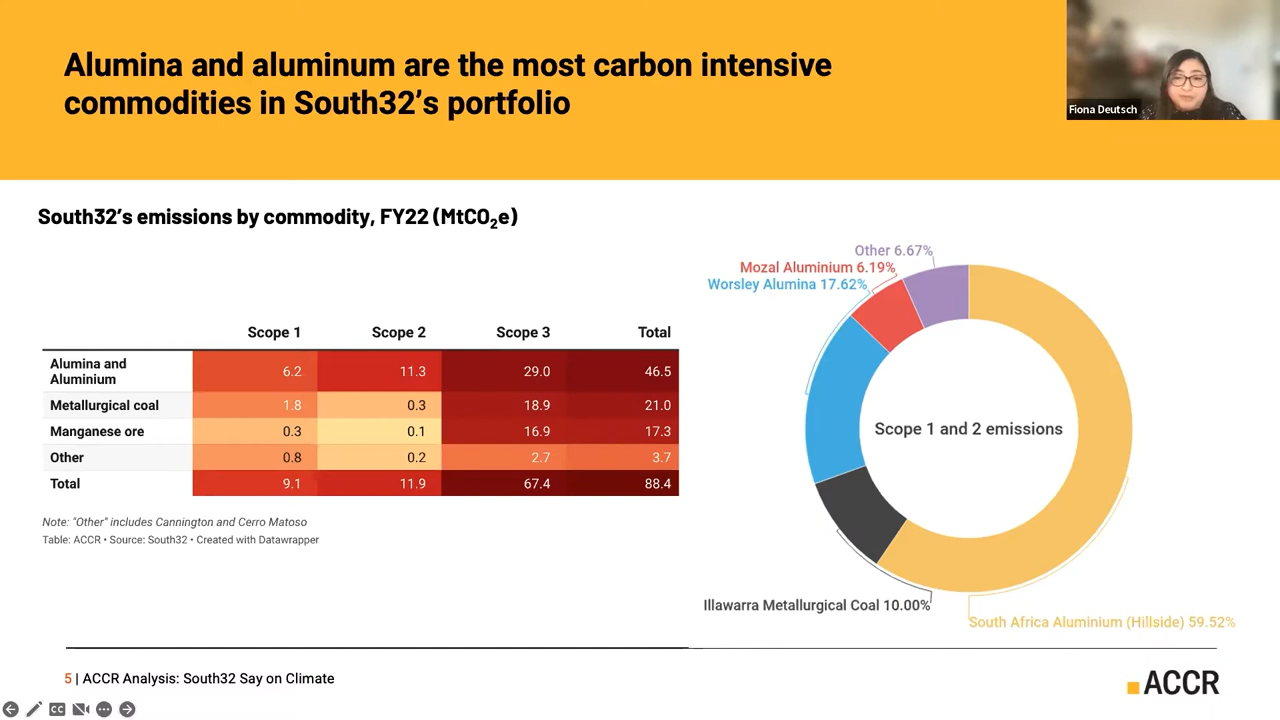 Alumina and aluminum are the most carbon intensive
commodities in South32's portfolio
Fiona Deutsch
South32's emissions by commodity, FY22 (MtCO₂e)
Scope 1 Scope 2 Scope 3 Total
Alumina and
Aluminium 6.2 11.3 29.0 46.5
Metallurgical coal 1.8 0.3 18.9 21.0
Manganese ore 0.3 0.1 16.9 17.3
Other 0.8 0.2 2.7 3.7
Total 9.1 11.9 67.4 88.4
Note: "Other" includes Cannington and Cerro Matoso
Table: ACCR • Source: South32 • Created with Datawrapper
Other 6.67%
Mozal Aluminium 6.19%
Worsley Alumina 17.62%
Scope 1 and 2 emissions
Illawarra Metallurgical Coal 10.00%
South Africa Aluminium (Hillside) 59.52%
5 | ACCR Analysis: South32 Say on Climate
ACCR
CC